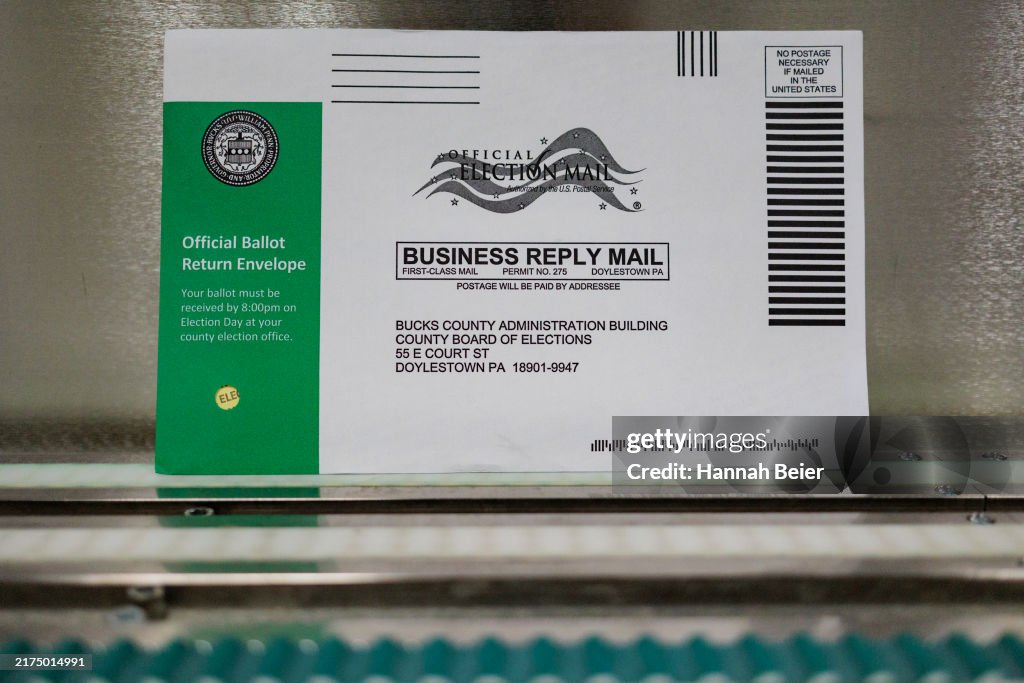 NO POSTAGE
NECESSARY
IF MAILED
IN THE
UNITED STATES
OFFICIAL
ELECTION MAIL
Authorized by the U.S. Postal Service
®
Official Ballot
Return Envelope
Your ballot must be
received by 8:00pm on
Election Day at your
county election office.
ELEC
BUSINESS REPLY MAIL
FIRST-CLASS MAIL PERMIT NO. 275 DOYLESTOWN PA
POSTAGE WILL BE PAID BY ADDRESSEE
BUCKS COUNTY ADMINISTRATION BUILDING
COUNTY BOARD OF ELECTIONS
55 E COURT ST
DOYLESTOWN PA 18901-9947
gettyimages
Credit: Hannah Beier
2175014991